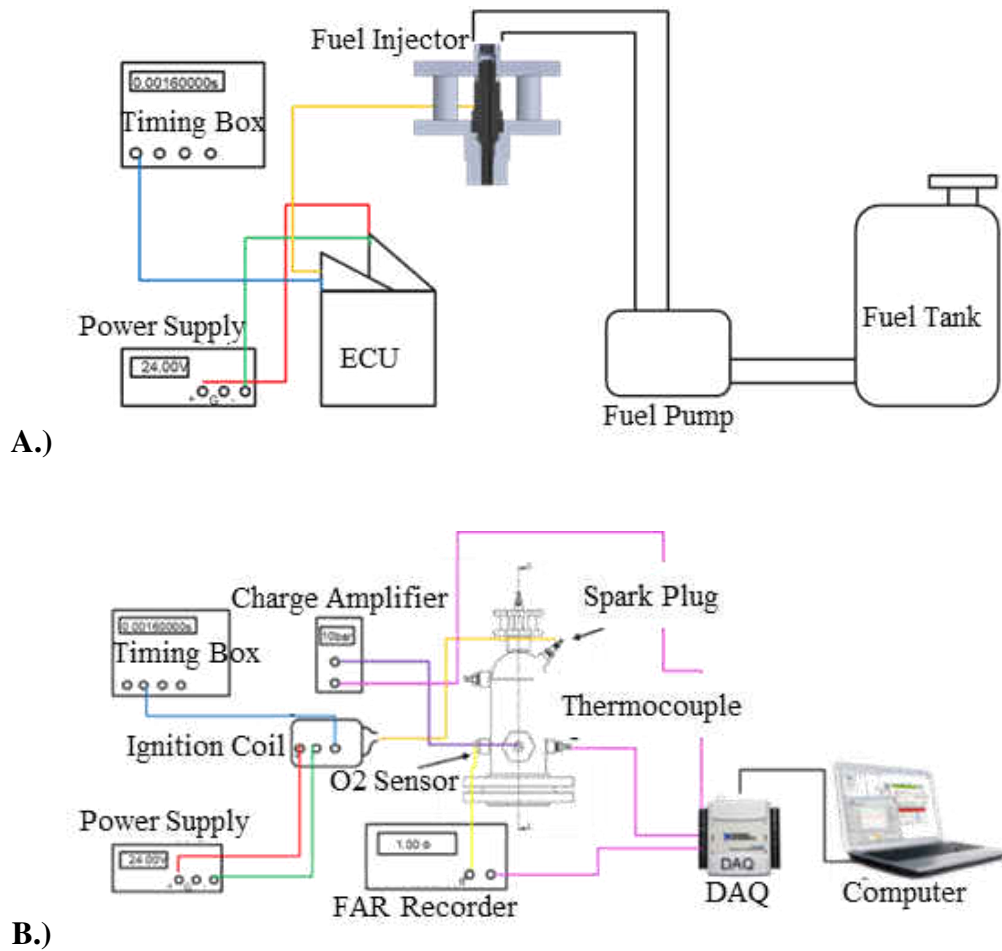 Fuel Injector
0.00160000s
Timing Box
Power Supply
24.00V
+ G -
ECU
Fuel Tank
Fuel Pump
A.)
Charge Amplifier
Spark Plug
0.00160000s
10bar
Timing Box
Thermocouple
Ignition Coil
O2 Sensor
Power Supply
24.00V
1.00 Φ
DAQ
FAR Recorder
DAQ
Computer
B.)